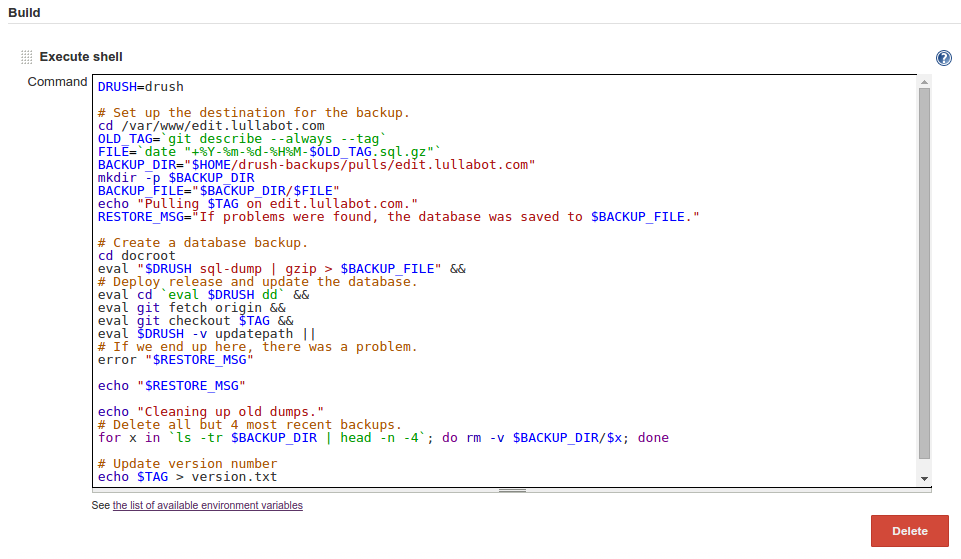 Build
Execute shell
Command
DRUSH=drush
# Set up the destination for the backup.
cd /var/www/edit.lullabot.com
OLD_TAG=`git describe --always --tag`
FILE=`date "+%Y-%m-%d-%H%M-$OLD_TAG.sql.gz"`
BACKUP_DIR="$HOME/drush-backups/pulls/edit.lullabot.com"
mkdir -p $BACKUP_DIR
BACKUP_FILE="$BACKUP_DIR/$FILE"
echo "Pulling $TAG on edit.lullabot.com."
RESTORE_MSG="If problems were found, the database was saved to $BACKUP_FILE."
# Create a database backup.
cd docroot
eval "$DRUSH sql-dump | gzip > $BACKUP_FILE" &&
# Deploy release and update the database.
eval cd `eval $DRUSH dd` &&
eval git fetch origin &&
eval git checkout $TAG &&
eval $DRUSH -v updatepath ||
# If we end up here, there was a problem.
error "$RESTORE_MSG"
echo "$RESTORE_MSG"
echo "Cleaning up old dumps."
# Delete all but 4 most recent backups.
for x in `ls -tr $BACKUP_DIR | head -n -4`; do rm -v $BACKUP_DIR/$x; done
# Update version number
echo $TAG > version.txt
See the list of available environment variables
Delete